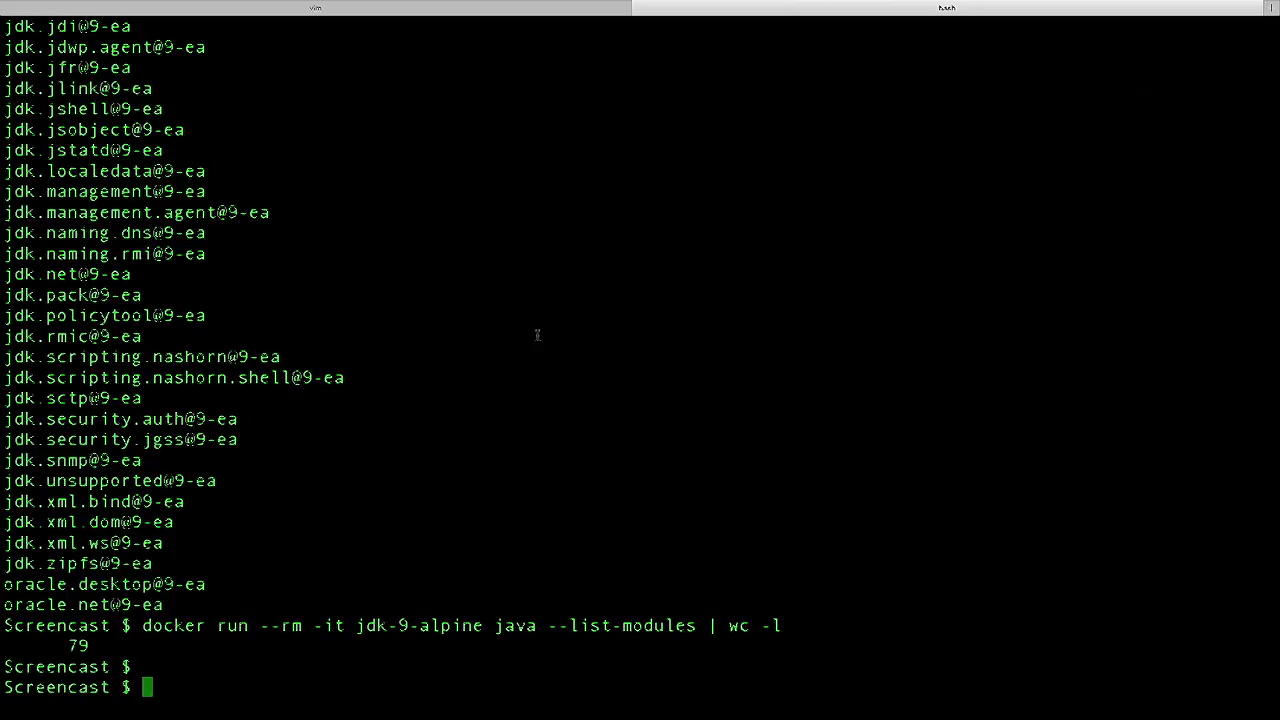 vim
bash
jdk.jdi@9-ea
jdk.jdwp.agent@9-ea
jdk.jfr@9-ea
jdk.jlink@9-ea
jdk.jshell@9-ea
jdk.jsobject@9-ea
jdk.jstatd@9-ea
jdk.localedata@9-ea
jdk.management@9-ea
jdk.management.agent@9-ea
jdk.naming.dns@9-ea
jdk.naming.rmi@9-ea
jdk.net@9-ea
jdk.pack@9-ea
jdk.policytool@9-ea
jdk.rmic@9-ea
jdk.scripting.nashorn@9-ea
jdk.scripting.nashorn.shell@9-ea
jdk.sctp@9-ea
jdk.security.auth@9-ea
jdk.security.jgss@9-ea
jdk.snmp@9-ea
jdk.unsupported@9-ea
jdk.xml.bind@9-ea
jdk.xml.dom@9-ea
jdk.xml.ws@9-ea
jdk.zipfs@9-ea
oracle.desktop@9-ea
oracle.net@9-ea
Screencast $ docker run --rm -it jdk-9-alpine java --list-modules | wc -l
79
Screencast $
Screencast $